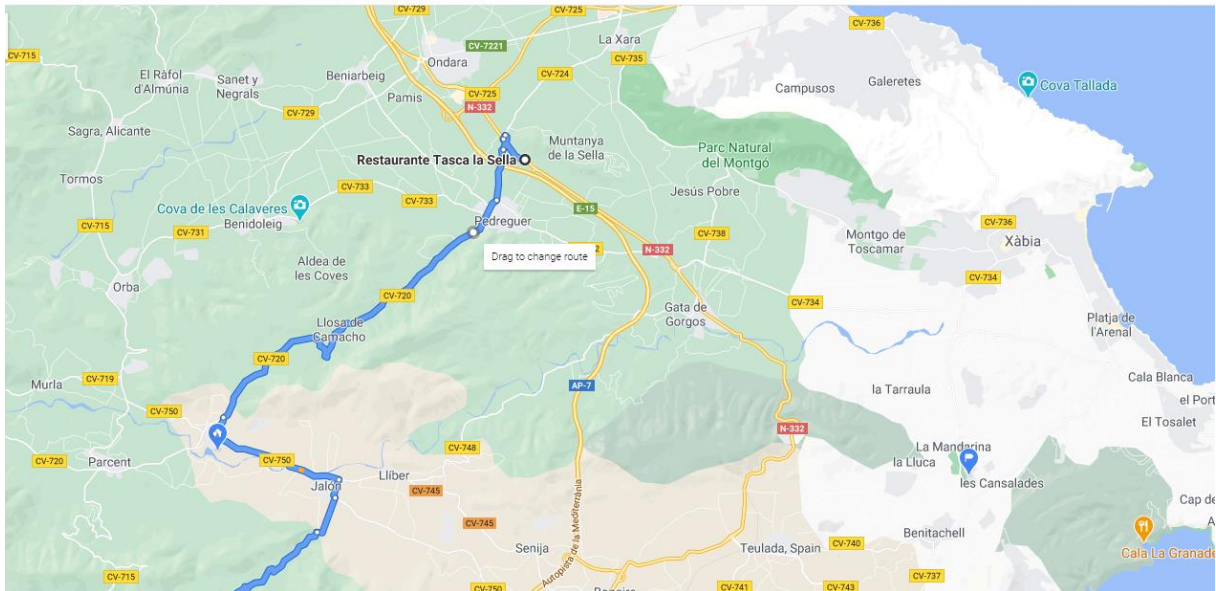 CV-729
CV-725
CV-736
La Xara
CV-7221
CV-715
Ondara
CV-735
El Ràfol
d'Almúnia
Sanet y
Negrals
Beniarbeig
CV-724
Campusos
Galeretes
Cova Tallada
Pamis
CV-725
N-332
CV-729
Sagra, Alicante
Muntanya
de la Sella
Parc Natural
del Montgó
Restaurante Tasca la Sella
Tormos
CV-733
CV-733
Jesús Pobre
Cova de les Calaveres
E-15
Benidoleig
Pedreguer
CV-715
CV-731
CV-738
CV-736
Montgo de
Toscamar
Xàbia
N-332
2
Drag to change route
Aldea de
les Coves
CV-734
Orba
CV-720
CV-734
Gata de
Gorgos
Platja de
l'Arenal
Llosa de
Camacho
CV-720
Murla
CV-719
AP-7
la Tarraula
Cala Blanca
el Port
CV-750
El Tosalet
N-332
CV-720
Parcent
CV-750
CV-748
La Mandarina
la Lluca
Llíber
Jalón
CV-745
les Cansalades
Cap de
CV-745
Benitachell
Autopista de la Mediterrània
Senija
Teulada, Spain
CV-740
Cala La Granade
CV-715
CV-737
CV-750
CV-741
CV-743